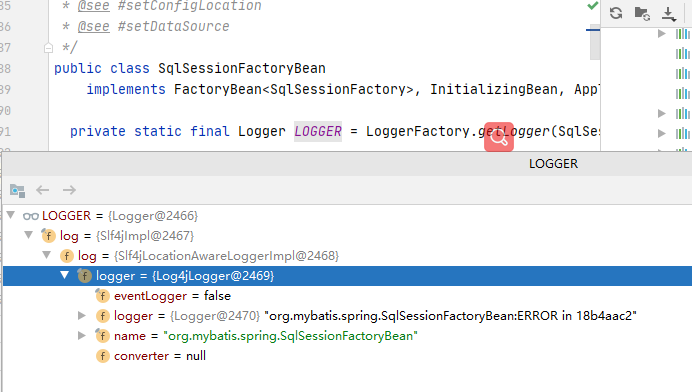 85
* @see #setConfigLocation
86
* @see #setDataSource
87
*/
88
public class SqlSessionFactoryBean
89
implements FactoryBean<SqlSessionFactory>, InitializingBean, Appl
90
91
private static final Logger LOGGER = LoggerFactory.getLogger(SqlSes
LOGGER
LOGGER = {Logger@2466}
log = {Slf4jImpl@2467}
log = {Slf4jLocationAwareLoggerImpl@2468}
logger = {Log4jLogger@2469}
eventLogger = false
logger = {Logger@2470} "org.mybatis.spring.SqlSessionFactoryBean:ERROR in 18b4aac2"
name = "org.mybatis.spring.SqlSessionFactoryBean"
converter = null